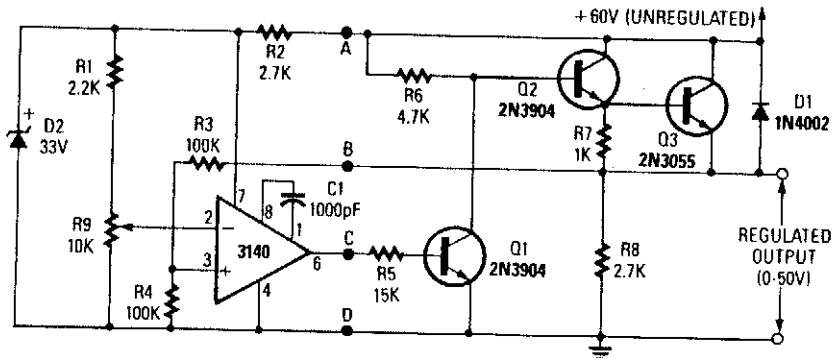 +60V (UNREGULATED)
R1
2.2K
R2
2.7K
A
R6
4.7K
Q2
2N3904
D1
1N4002
D2
33V
+
R3
100K
B
R7
1K
Q3
2N3055
R9
10K
7
8
C1
1000pF
1
2
−
3
+
3140
6
4
C
R5
15K
Q1
2N3904
R8
2.7K
REGULATED
OUTPUT
(0-50V)
R4
100K
D